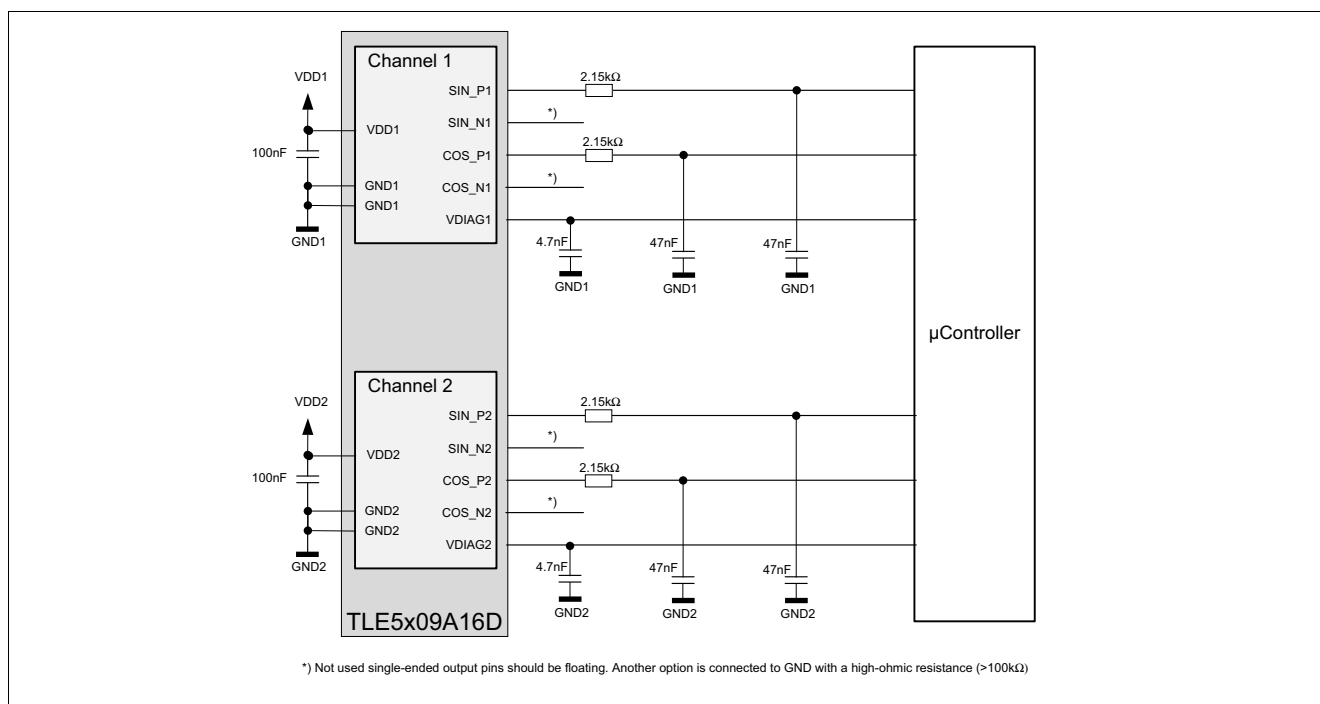 Channel 1
VDD1
SIN_P1
2.15kΩ
SIN_N1
*)
VDD1
COS_P1
2.15kΩ
100nF
COS_N1
*)
GND1
GND1
VDIAG1
GND1
4.7nF
47nF
47nF
GND1
GND1
GND1
µController
Channel 2
VDD2
SIN_P2
2.15kΩ
SIN_N2
*)
VDD2
COS_P2
2.15kΩ
100nF
COS_N2
*)
GND2
GND2
VDIAG2
GND2
4.7nF
47nF
47nF
GND2
GND2
GND2
TLE5x09A16D
*) Not used single-ended output pins should be floating. Another option is connected to GND with a high-ohmic resistance (>100kΩ)